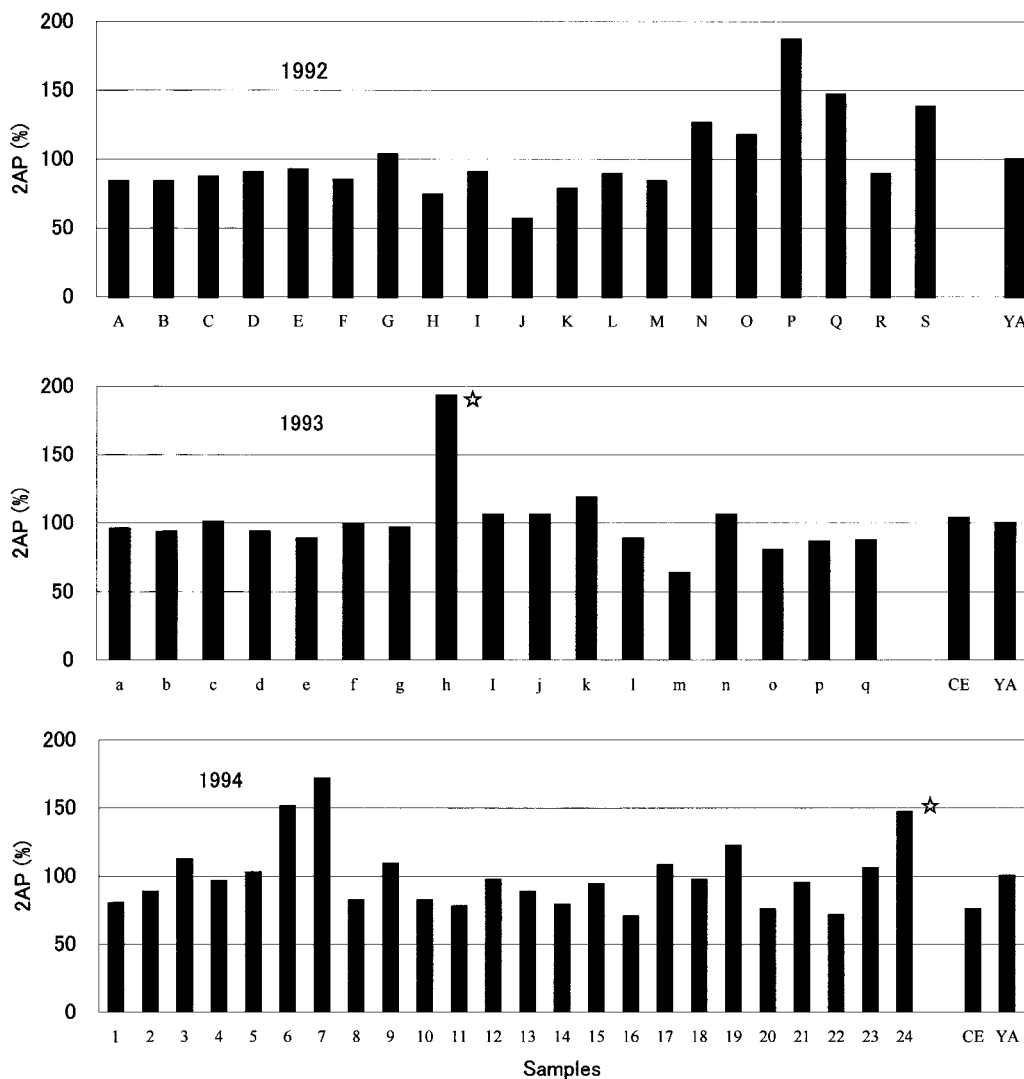 200
150
100
50
0
2AP (%)
1992
A B C D E F G H I J K L M N O P Q R S YA
200
150
100
50
0
2AP (%)
1993
☆
a b c d e f g h I j k l m n o p q CE YA
200
150
100
50
0
2AP (%)
1994
☆
1 2 3 4 5 6 7 8 9 10 11 12 13 14 15 16 17 18 19 20 21 22 23 24 CE YA
Samples